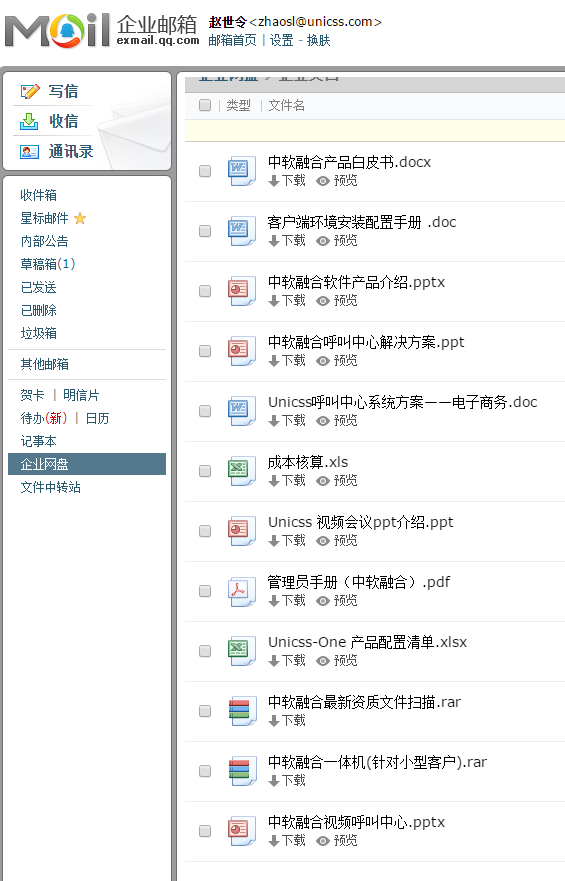 Mail 企业邮箱
exmail.qq.com
赵世令<zhaosl@unicss.com>
邮箱首页 | 设置 - 换肤
写信
收信
通讯录
收件箱
星标邮件
内部公告
草稿箱(1)
已发送
已删除
垃圾箱
其他邮箱
贺卡 | 明信片
待办(新) | 日历
记事本
企业网盘
文件中转站
类型 | 文件名
中软融合产品白皮书.docx
下载 预览
客户端环境安装配置手册 .doc
下载 预览
中软融合软件产品介绍.pptx
下载 预览
中软融合呼叫中心解决方案.ppt
下载 预览
Unicss呼叫中心系统方案——电子商务.doc
下载 预览
成本核算.xls
下载 预览
Unicss 视频会议ppt介绍.ppt
下载 预览
管理员手册（中软融合）.pdf
下载 预览
Unicss-One 产品配置清单.xlsx
下载 预览
中软融合最新资质文件扫描.rar
下载
中软融合一体机(针对小型客户).rar
下载
中软融合视频呼叫中心.pptx
下载 预览